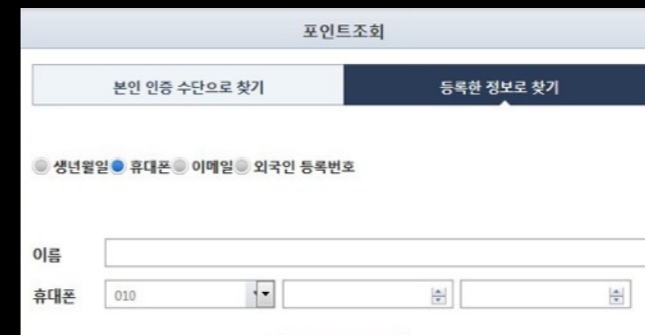 포인트조회
본인 인증 수단으로 찾기 등록한 정보로 찾기
생년월일 휴대폰 이메일 외국인 등록번호
이름
휴대폰 010